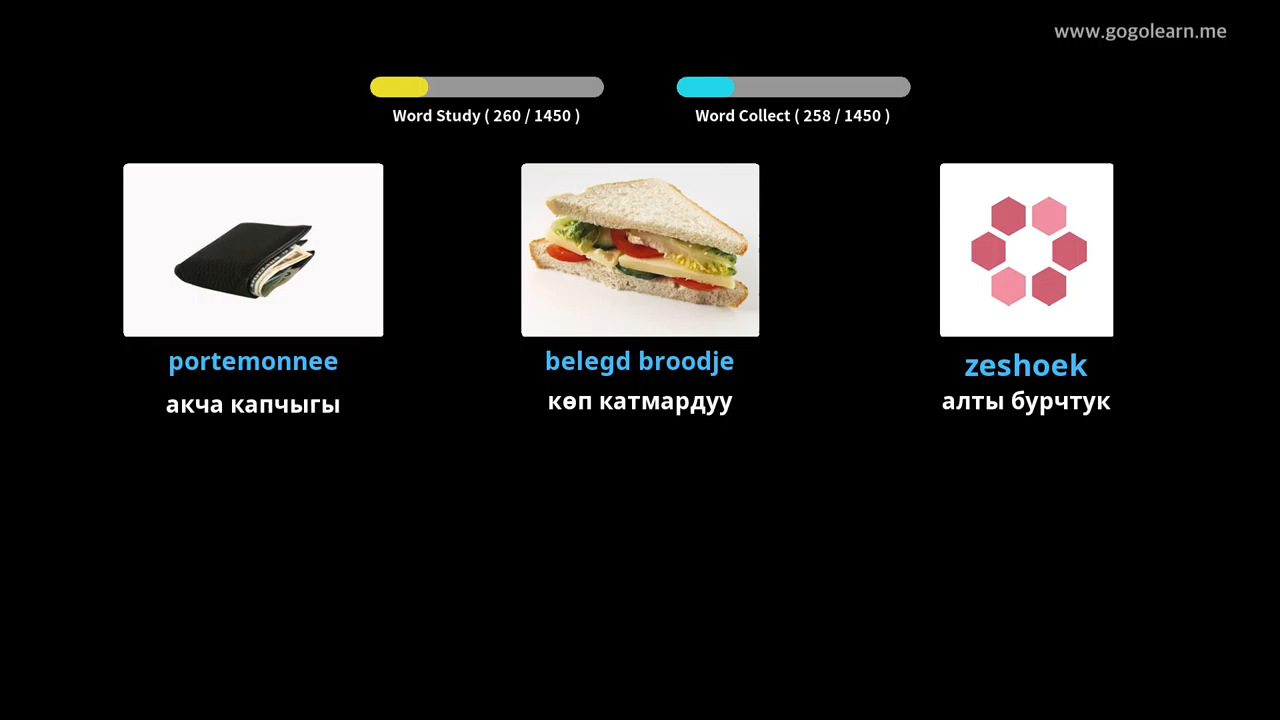 www.gogolearn.me
Word Study ( 260 / 1450 )
Word Collect ( 258 / 1450 )
portemonnee
акча капчыгы
belegd broodje
көп катмардуу
zeshoek
алты бурчтук